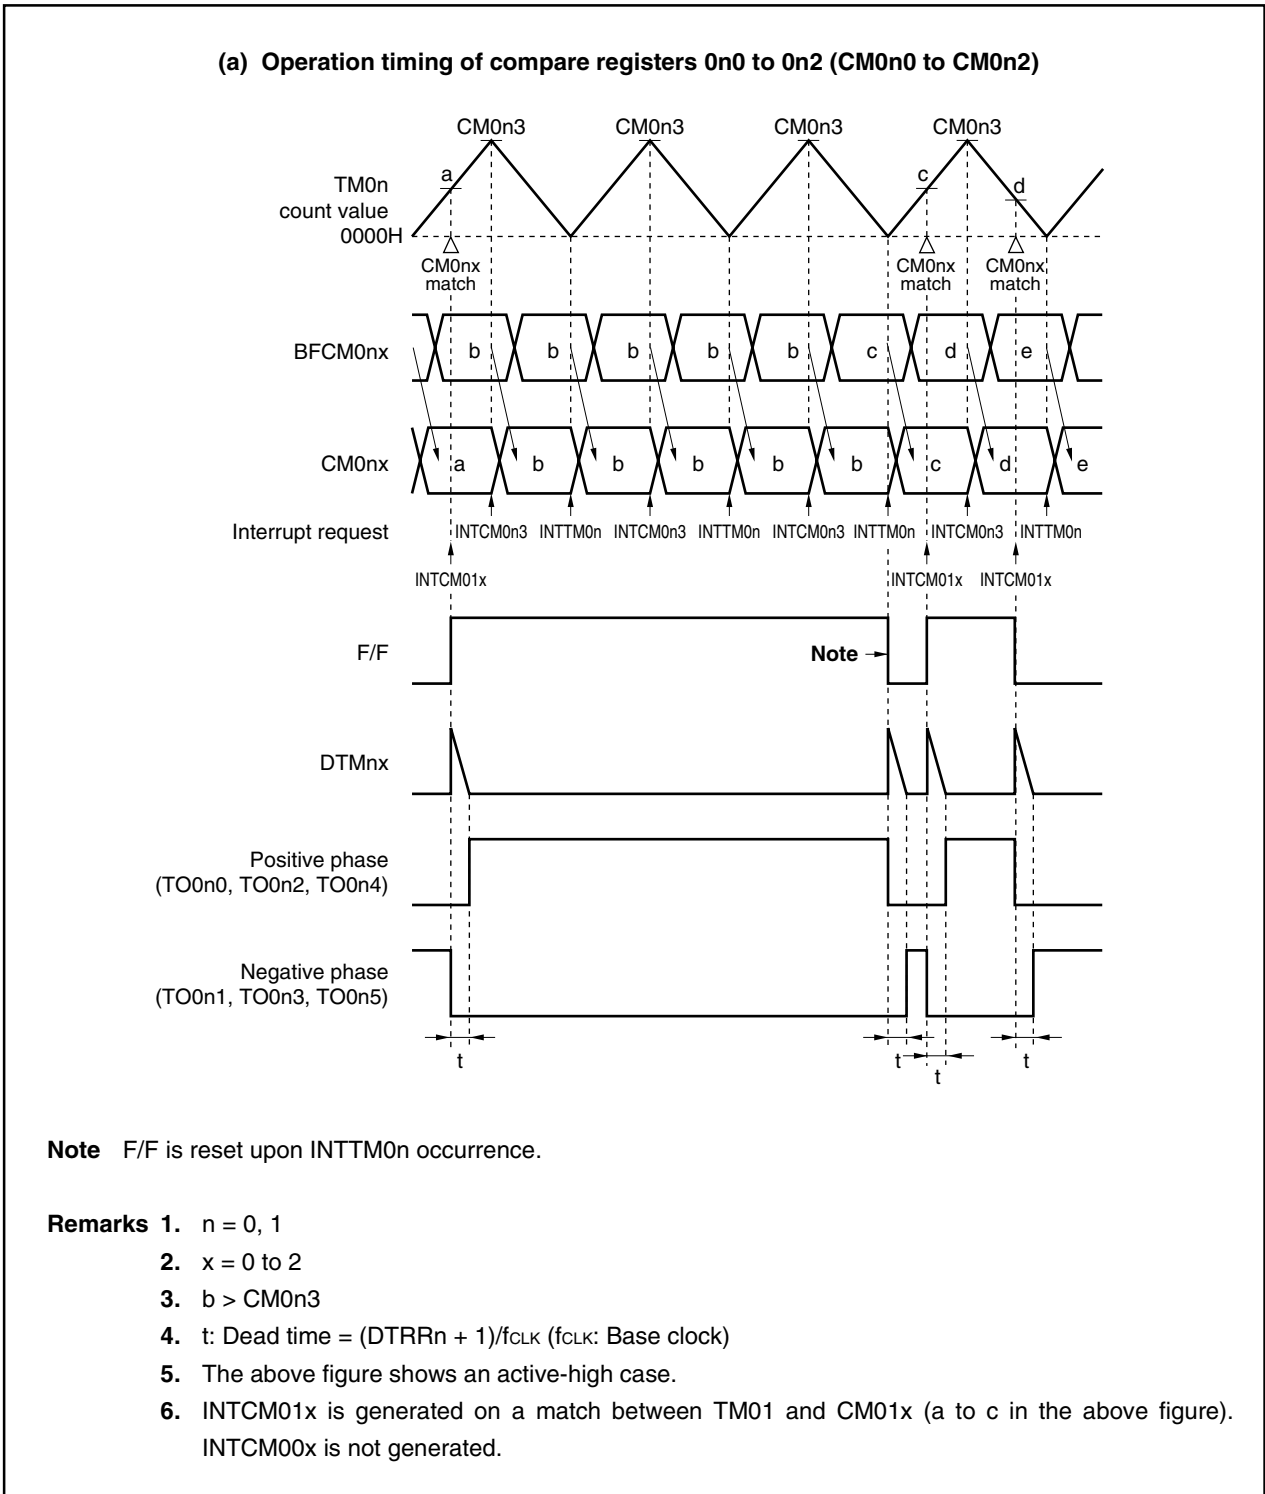 (a) Operation timing of compare registers 0n0 to 0n2 (CM0n0 to CM0n2)
CM0n3 CM0n3 CM0n3 CM0n3
a c d
TM0n
count value
0000H
CM0nx
match
CM0nx
match
CM0nx
match
BFCM0nx b b b b b c d e
CM0nx a b b b b b c d e
Interrupt request INTCM0n3 INTTM0n INTCM0n3 INTTM0n INTCM0n3 INTTM0n INTCM0n3 INTTM0n
INTCM01x INTCM01x INTCM01x
F/F Note
DTMnx
Positive phase
(TO0n0, TO0n2, TO0n4)
Negative phase
(TO0n1, TO0n3, TO0n5)
t t t t
Note F/F is reset upon INTTM0n occurrence.
Remarks 1. n = 0, 1
2. x = 0 to 2
3. b > CM0n3
4. t: Dead time = (DTRRn + 1)/fCLK (fCLK: Base clock)
5. The above figure shows an active-high case.
6. INTCM01x is generated on a match between TM01 and CM01x (a to c in the above figure).
INTCM00x is not generated.